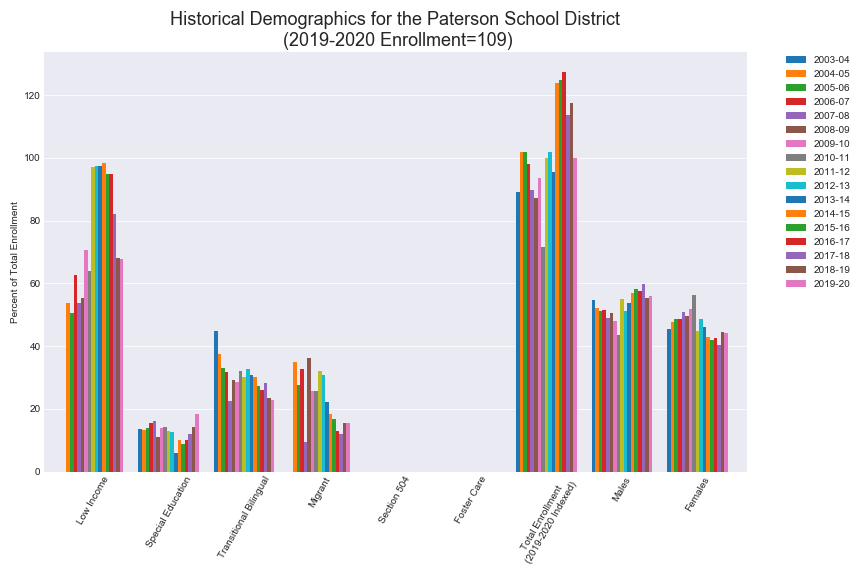 Historical Demographics for the Paterson School District
(2019-2020 Enrollment=109)
Percent of Total Enrollment
120
100
80
60
40
20
0
Low Income
Special Education
Transitional Bilingual
Migrant
Section 504
Foster Care
Total Enrollment
(2019-2020 Indexed)
Males
Females
2003-04
2004-05
2005-06
2006-07
2007-08
2008-09
2009-10
2010-11
2011-12
2012-13
2013-14
2014-15
2015-16
2016-17
2017-18
2018-19
2019-20